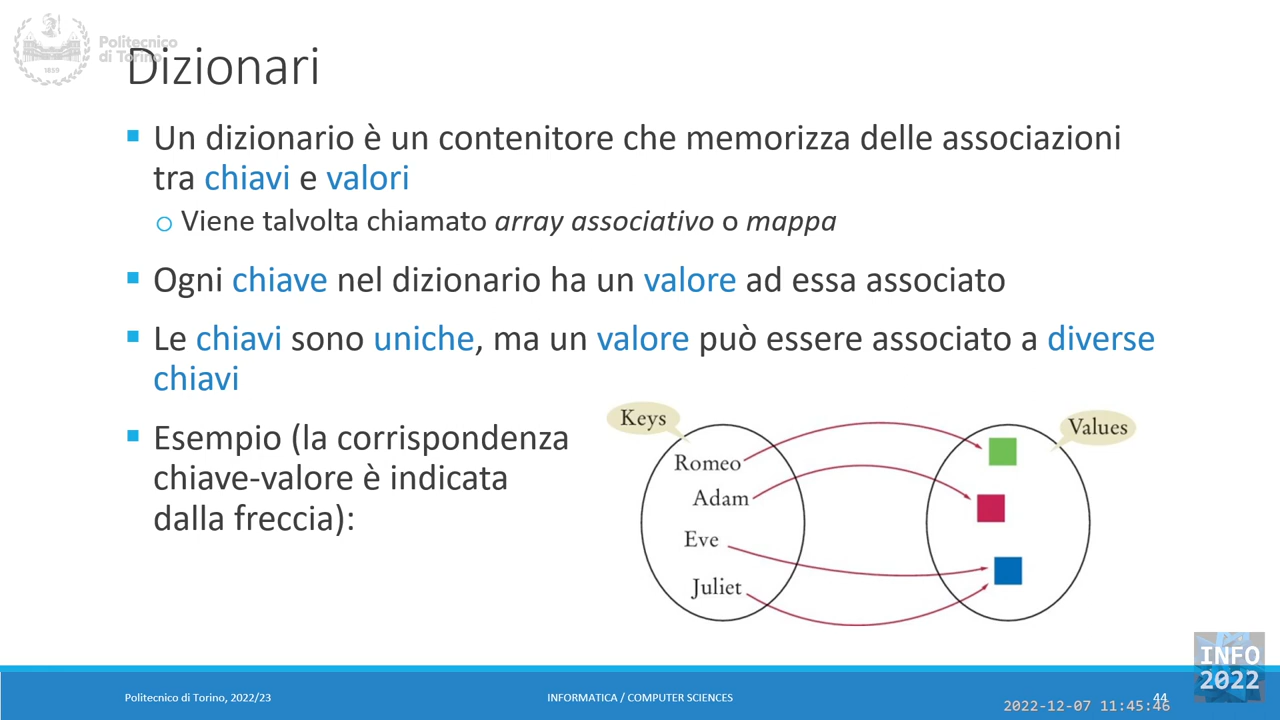 Politecnico
di Torino
1859
Dizionari
Un dizionario è un contenitore che memorizza delle associazioni
tra chiavi e valori
Viene talvolta chiamato array associativo o mappa
Ogni chiave nel dizionario ha un valore ad essa associato
Le chiavi sono uniche, ma un valore può essere associato a diverse
chiavi
Esempio (la corrispondenza
chiave-valore è indicata
dalla freccia):
Keys
Values
Romeo
Adam
Eve
Juliet
Politecnico di Torino, 2022/23
INFORMATICA / COMPUTER SCIENCES
44
INFO
2022
2022-12-07 11:45:46